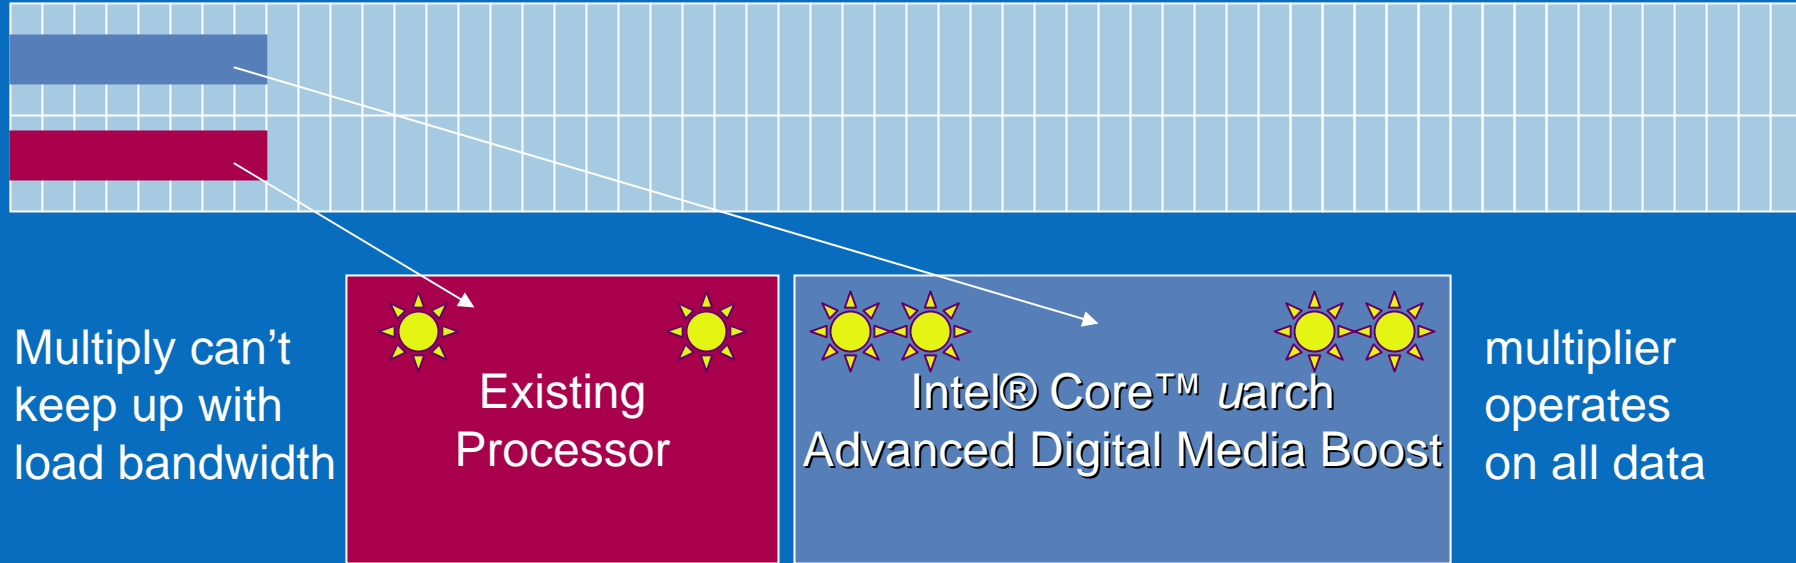 Multiply can’t
keep up with
load bandwidth
Existing
Processor
Intel® Core™ uarch
Advanced Digital Media Boost
multiplier
operates
on all data